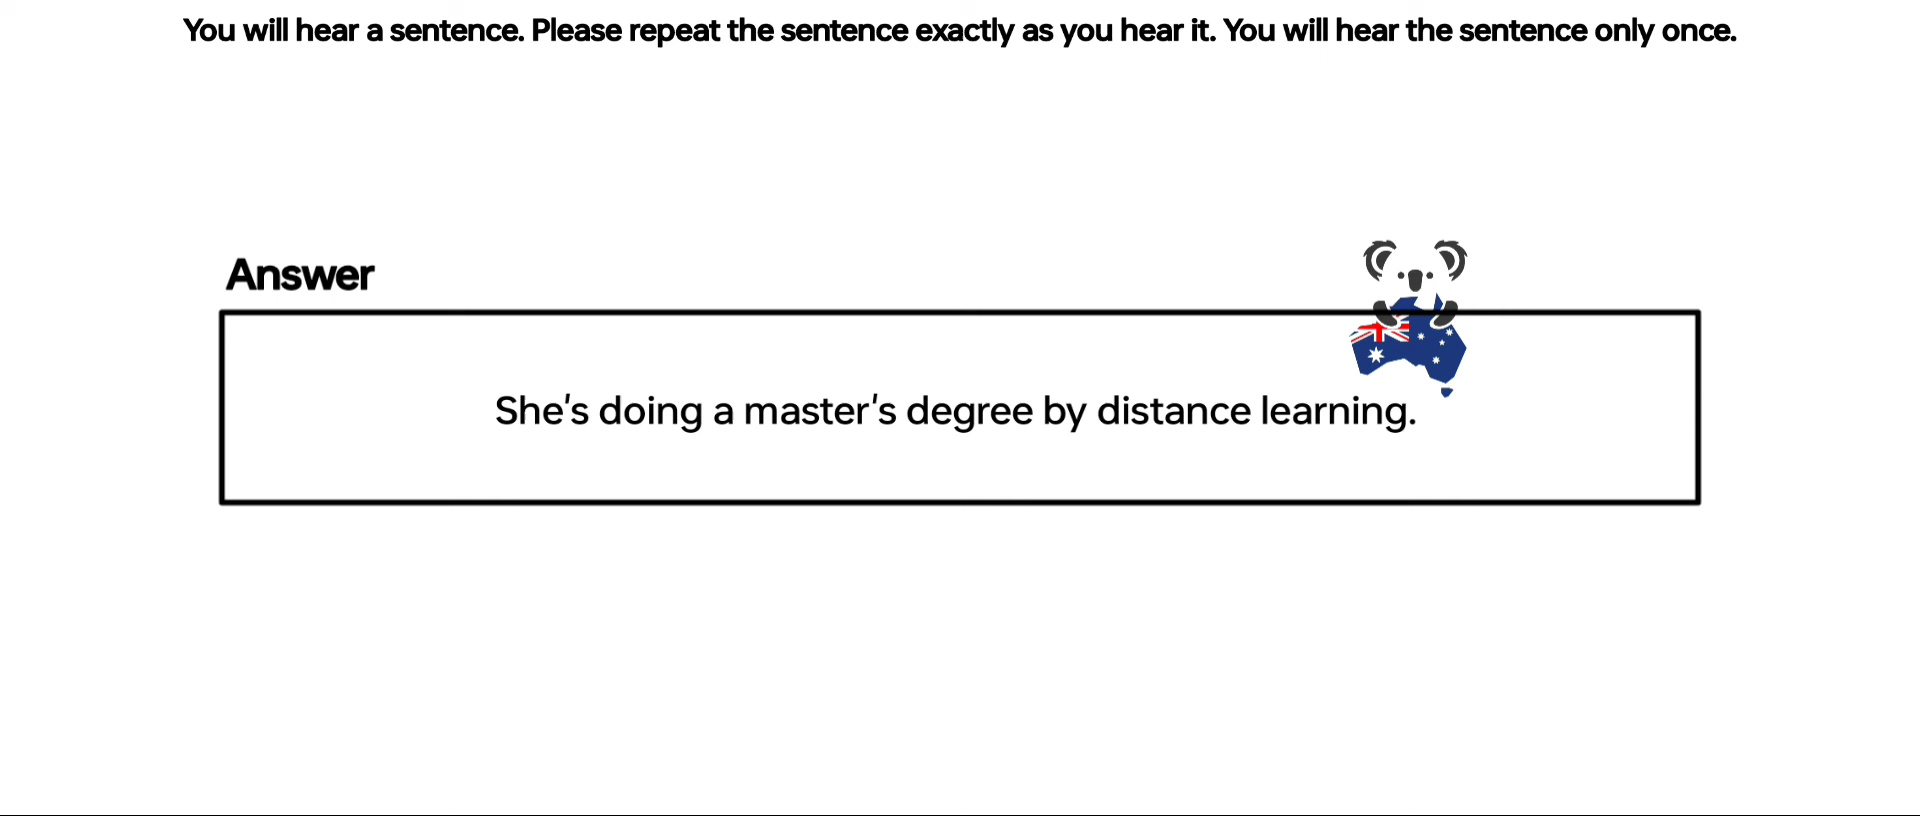 You will hear a sentence. Please repeat the sentence exactly as you hear it. You will hear the sentence only once.
Answer
She's doing a master's degree by distance learning.